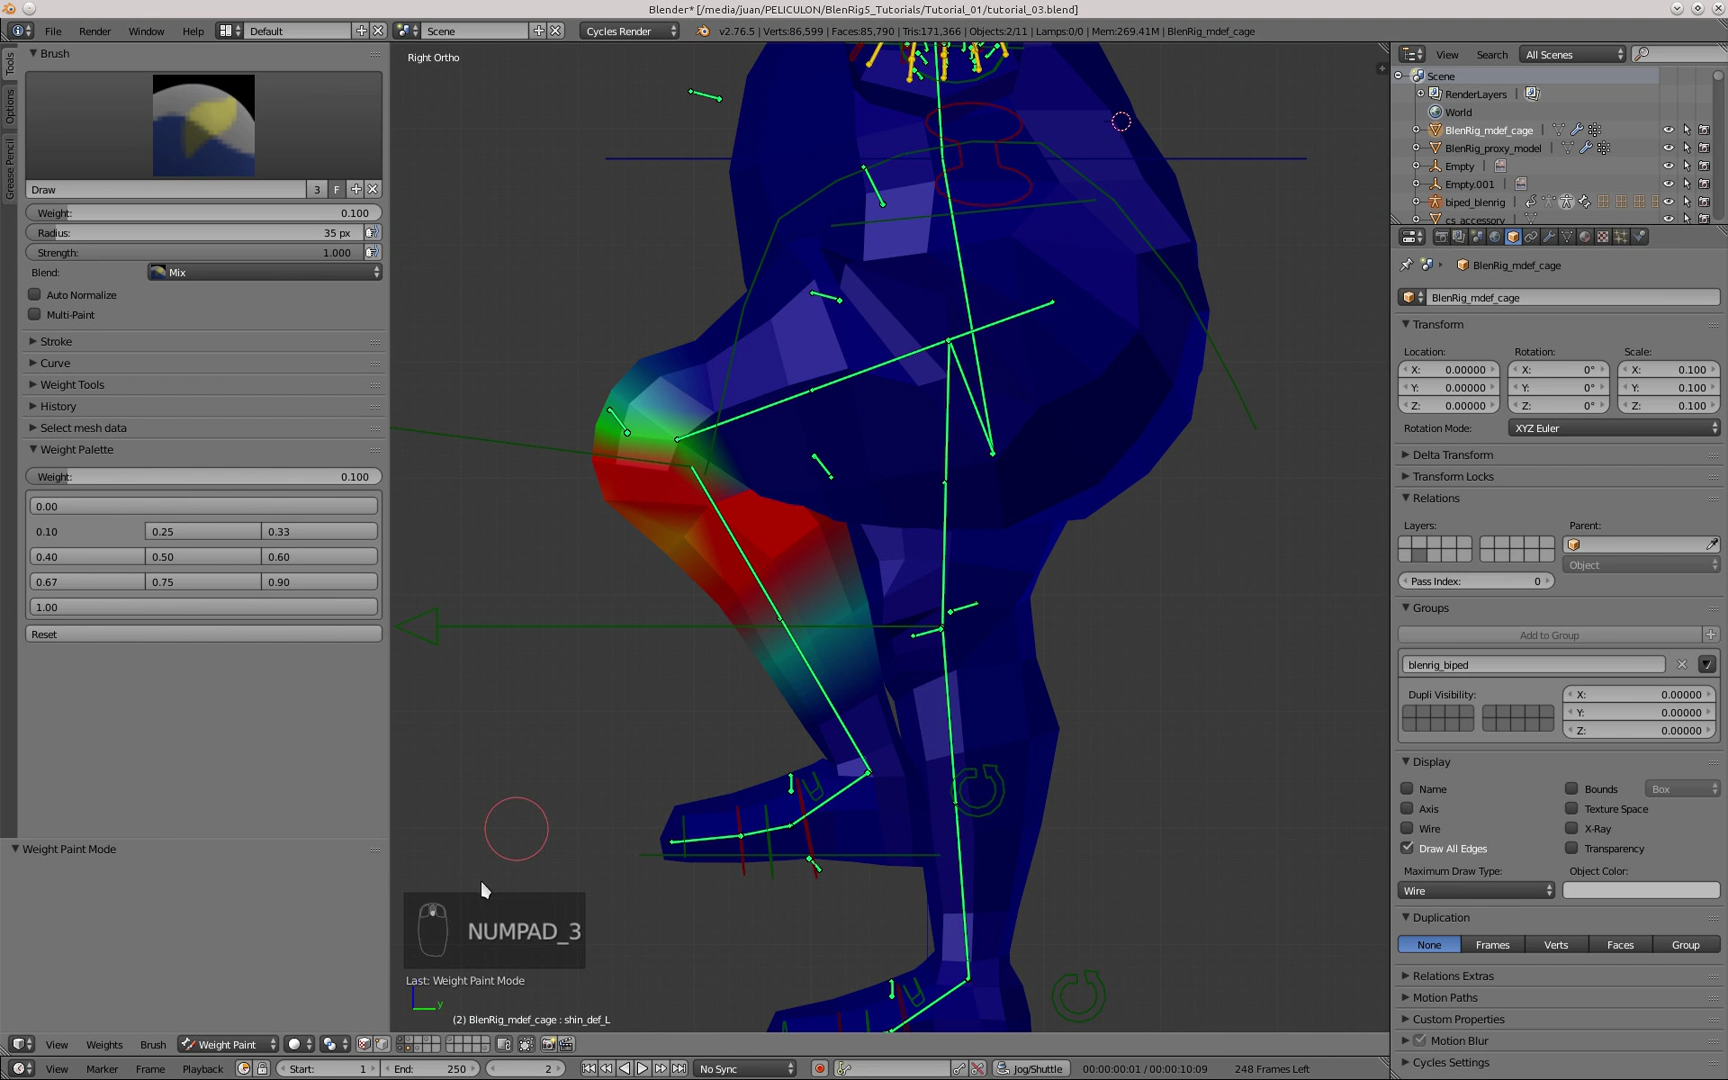 Blender* [/media/juan/PELICULON/BlenRig5_Tutorials/Tutorial_01/tutorial_03.blend]
File Render Window Help Default Scene Cycles Render v2.76.5 | Verts:86,599 | Faces:85,790 | Tris:171,366 | Objects:2/11 | Lamps:0/0 | Mem:269.41M | BlenRig_mdef_cage
Tools
Options
Grease Pencil
Brush
Draw 3 F
Weight: 0.100
Radius: 35 px
Strength: 1.000
Blend: Mix
Auto Normalize
Multi-Paint
Stroke
Curve
Weight Tools
History
Select mesh data
Weight Palette
Weight: 0.100
0.00
0.10 0.25 0.33
0.40 0.50 0.60
0.67 0.75 0.90
1.00
Reset
Weight Paint Mode
Right Ortho
NUMPAD_3
Last: Weight Paint Mode
y
(2) BlenRig_mdef_cage : shin_def_L
View Search All Scenes
Scene
RenderLayers
World
BlenRig_mdef_cage
BlenRig_proxy_model
Empty
Empty.001
biped_blenrig
cs_accessory
BlenRig_mdef_cage
BlenRig_mdef_cage
Transform
Location: Rotation: Scale:
X: 0.00000 X: 0° X: 0.100
Y: 0.00000 Y: 0° Y: 0.100
Z: 0.00000 Z: 0° Z: 0.100
Rotation Mode: XYZ Euler
Delta Transform
Transform Locks
Relations
Layers: Parent:
Object
Pass Index: 0
Groups
Add to Group
blenrig_biped
Dupli Visibility: X: 0.00000
Y: 0.00000
Z: 0.00000
Display
Name Bounds Box
Axis Texture Space
Wire X-Ray
Draw All Edges Transparency
Maximum Draw Type: Object Color:
Wire
Duplication
None Frames Verts Faces Group
Relations Extras
Motion Paths
Custom Properties
Motion Blur
Cycles Settings
View Weights Brush Weight Paint
View Marker Frame Playback Start: 1 End: 250 2 No Sync Jog/Shuttle 00:00:00:01 / 00:00:10:09 248 Frames Left